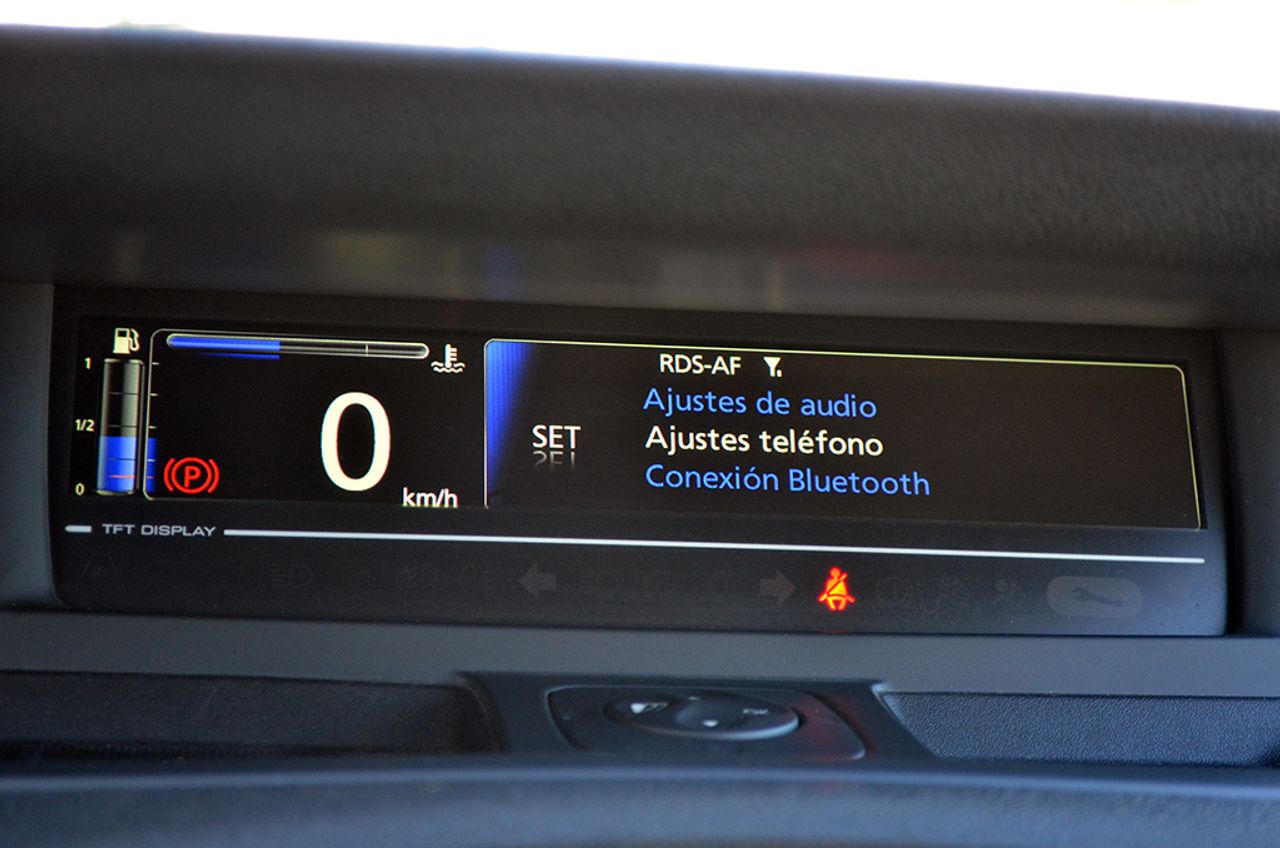 1
1/2
0
P
0
km/h
RDS-AF
SET
Ajustes de audio
Ajustes teléfono
Conexión Bluetooth
TFT DISPLAY